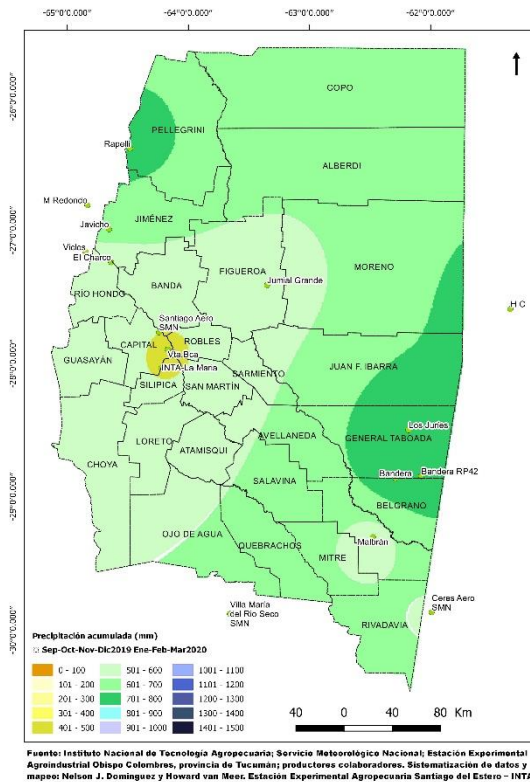 -65°0'0.000" -64°0'0.000" -63°0'0.000" -62°0'0.000"
-26°0'0.000"
-27°0'0.000"
-28°0'0.000"
-29°0'0.000"
-30°0'0.000"
COPO
PELLEGRINI
Rapelli
ALBERDI
M Redondo
JIMÉNEZ
Javicho
Viclos
El Charco
FIGUEROA
MORENO
BANDA
Jumial Grande
RÍO HONDO
H C
Santiago Aero
SMN
CAPITAL
ROBLES
Vta.Bca
GUASAYÁN
INTA-La Maria
SARMIENTO
JUAN F. IBARRA
SILIPICA
SAN MARTÍN
Los Juríes
LORETO
AVELLANEDA
GENERAL TABOADA
ATAMISQUI
CHOYA
Bandera
Bandera RP42
SALAVINA
BELGRANO
OJO DE AGUA
QUEBRACHOS
Malbrán
MITRE
Villa María
del Río Seco
SMN
Ceres Aero
SMN
RIVADAVIA
Precipitación acumulada (mm)
Sep-Oct-Nov-Dic2019 Ene-Feb-Mar2020
0 - 100 501 - 600 1001 - 1100
101 - 200 601 - 700 1101 - 1200
201 - 300 701 - 800 1200 - 1300
301 - 400 801 - 900 1300 - 1400
401 - 500 901 - 1000 1401 - 1500
40 0 40 80 Km
Fuente: Instituto Nacional de Tecnología Agropecuaria; Servicio Meteorológico Nacional; Estación Experimental
Agroindustrial Obispo Colombres, provincia de Tucumán; productores colaboradores. Sistematización de datos y
mapeo: Nelson J. Dominguez y Howard van Meer. Estación Experimental Agropecuaria Santiago del Estero – INTA